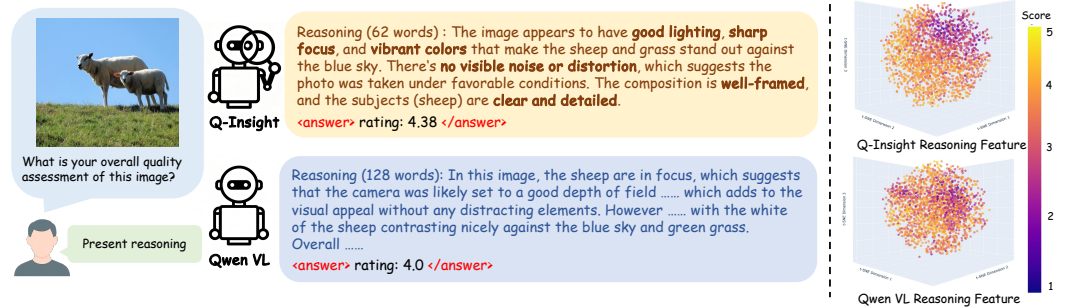 What is your overall quality
assessment of this image?
Present reasoning
Q-Insight
Reasoning (62 words) : The image appears to have good lighting, sharp
focus, and vibrant colors that make the sheep and grass stand out against
the blue sky. There's no visible noise or distortion, which suggests the
photo was taken under favorable conditions. The composition is well-framed,
and the subjects (sheep) are clear and detailed.
<answer> rating: 4.38 </answer>
Qwen VL
Reasoning (128 words): In this image, the sheep are in focus, which suggests
that the camera was likely set to a good depth of field ...... which adds to the
visual appeal without any distracting elements. However ...... with the white
of the sheep contrasting nicely against the blue sky and green grass.
Overall ......
<answer> rating: 4.0 </answer>
Score
5
4
3
2
1
Q-Insight Reasoning Feature
Qwen VL Reasoning Feature